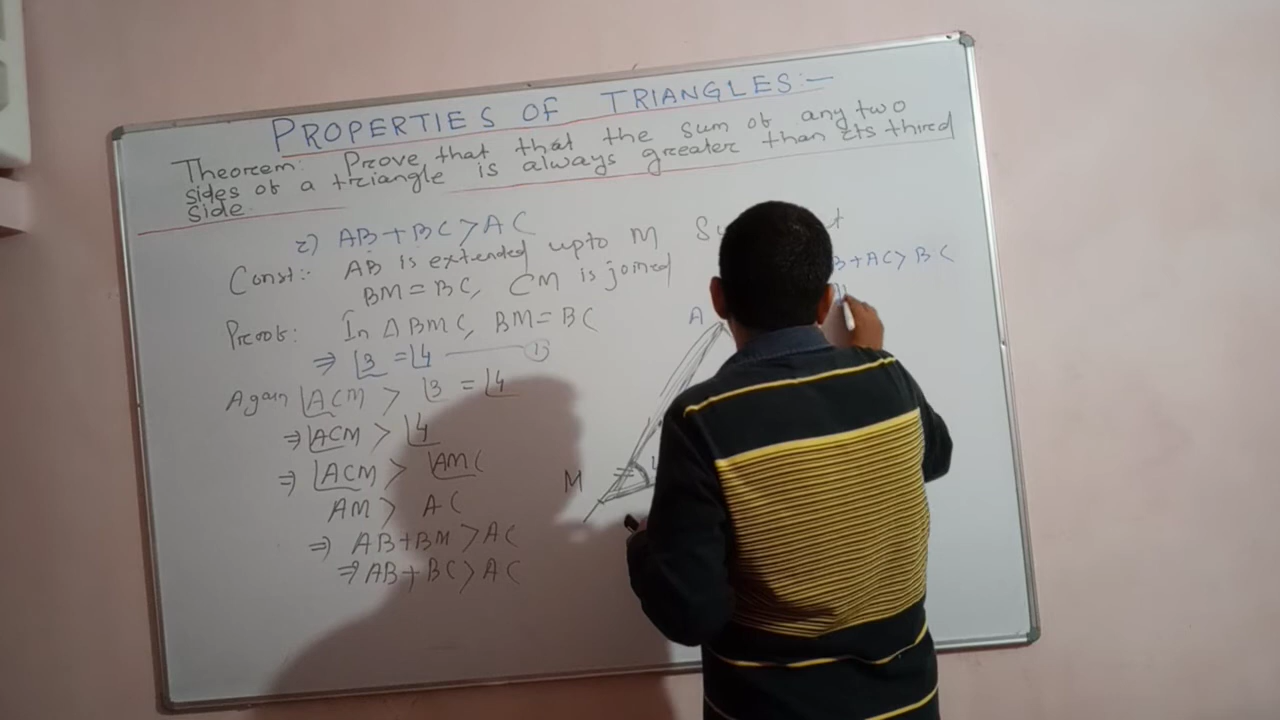 PROPERTIES OF TRIANGLES:-
Theorem: Prove that that the sum of any two
sides of a triangle is always greater than its third
side.
2) AB+BC>AC
Const:- AB is extended upto M
BM=BC, CM is joined
Proof: In ΔBMC, BM=BC
⇒ ∠3 =∠4 —— 1
Again ∠ACM > ∠3 = ∠4
⇒ ∠ACM > ∠4
⇒ ∠ACM > ∠AMC
AM > AC
⇒ AB+BM >AC
⇒ AB+BC>AC
B+AC> BC
A
M